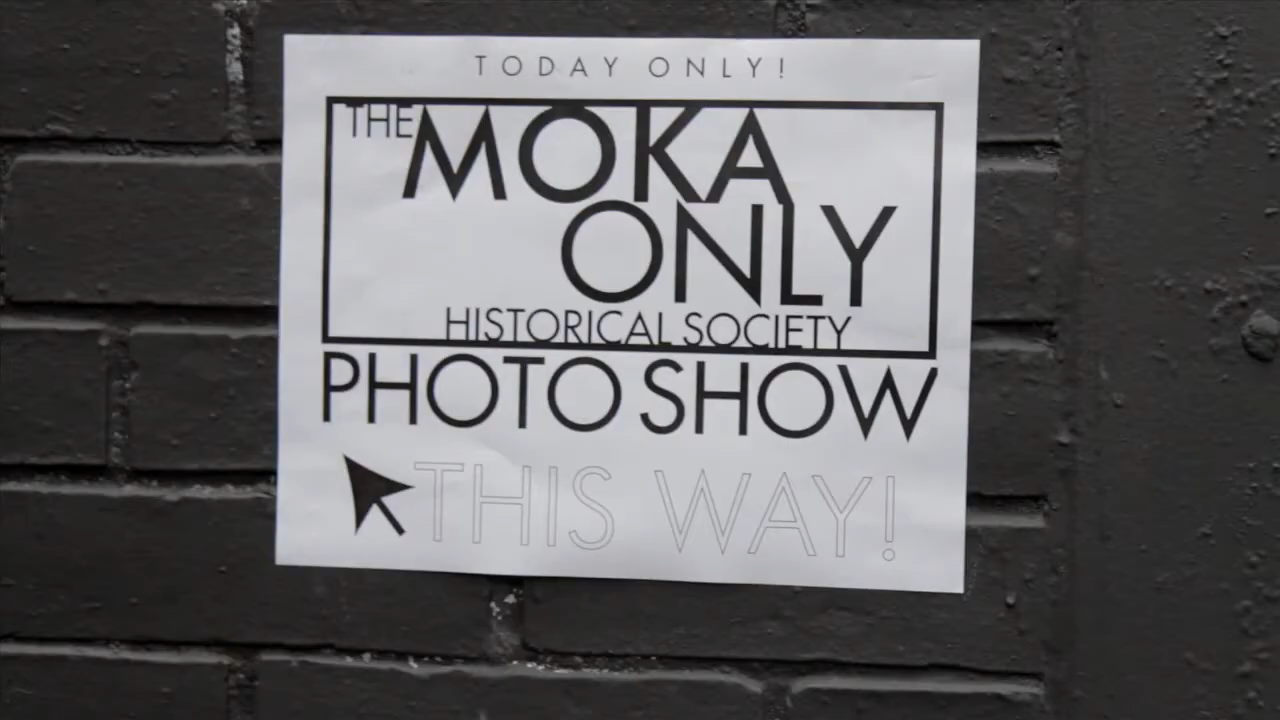 TODAY ONLY!
THE MOKA
ONLY
HISTORICAL SOCIETY
PHOTO SHOW
THIS WAY!